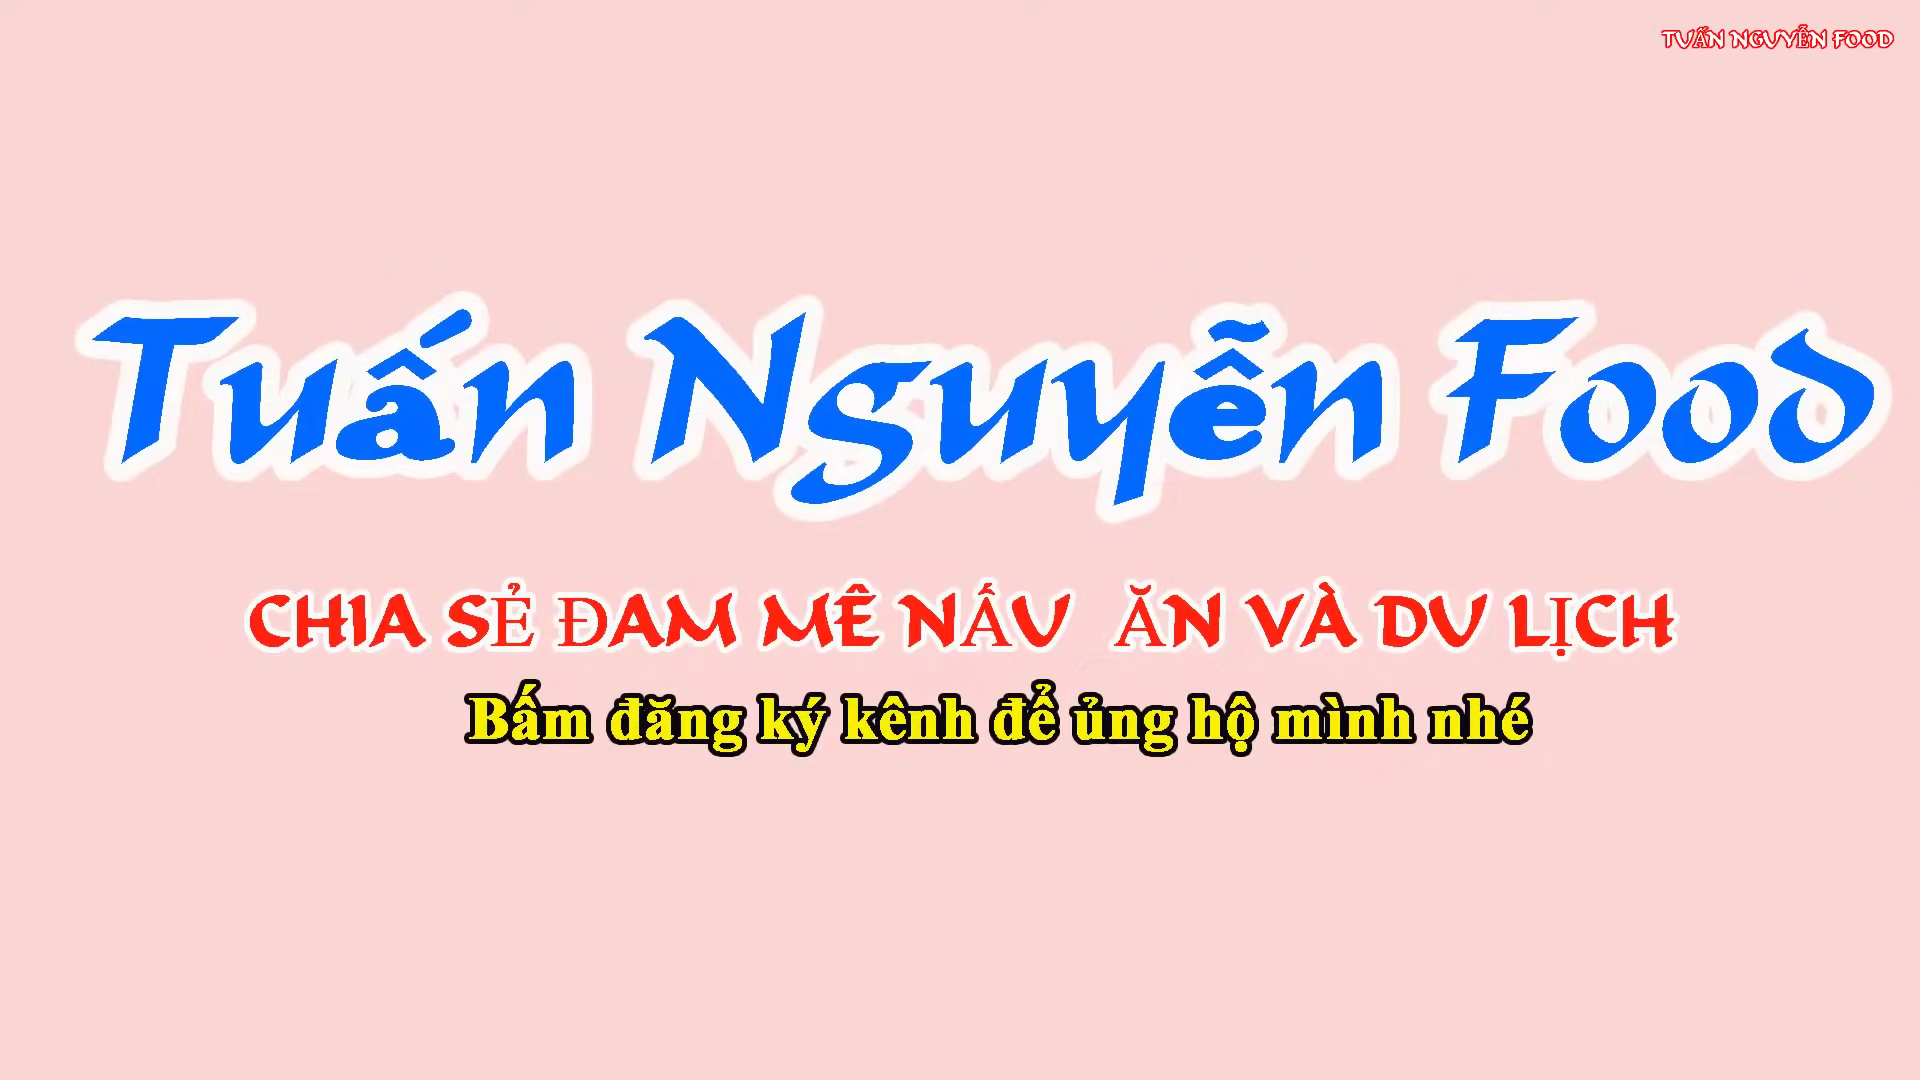 TUẤN NGUYỄN FOOD
Tuấn Nguyễn Food
CHIA SẺ ĐAM MÊ NẤU ĂN VÀ DU LỊCH
Bấm đăng ký kênh để ủng hộ mình nhé